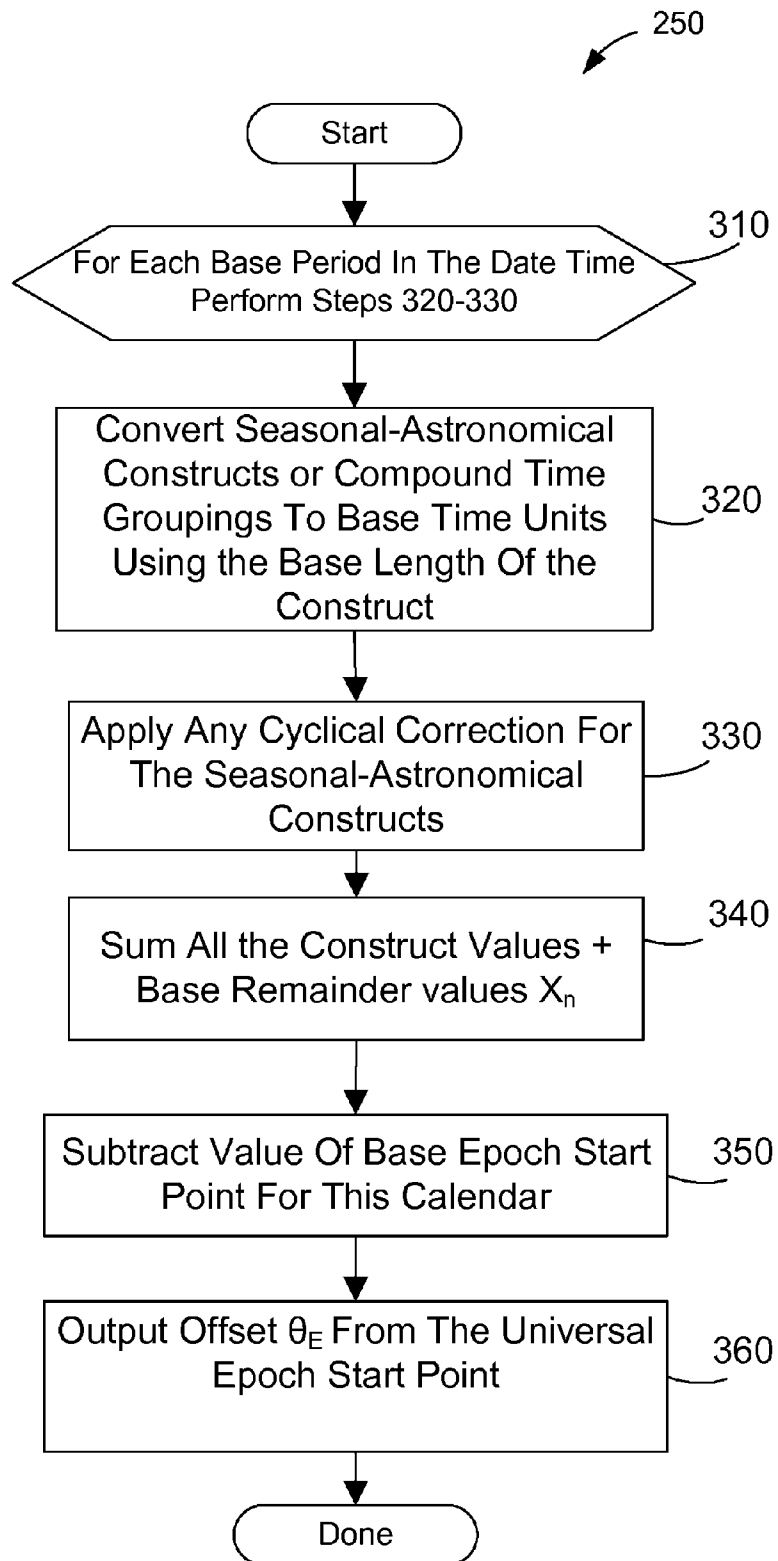 250
Start
310
For Each Base Period In The Date Time
Perform Steps 320-330
Convert Seasonal-Astronomical
Constructs or Compound Time
Groupings To Base Time Units
Using the Base Length Of the
Construct
320
Apply Any Cyclical Correction For
The Seasonal-Astronomical
Constructs
330
Sum All the Construct Values +
Base Remainder values Xn
340
Subtract Value Of Base Epoch Start
Point For This Calendar
350
Output Offset θE From The Universal
Epoch Start Point
360
Done